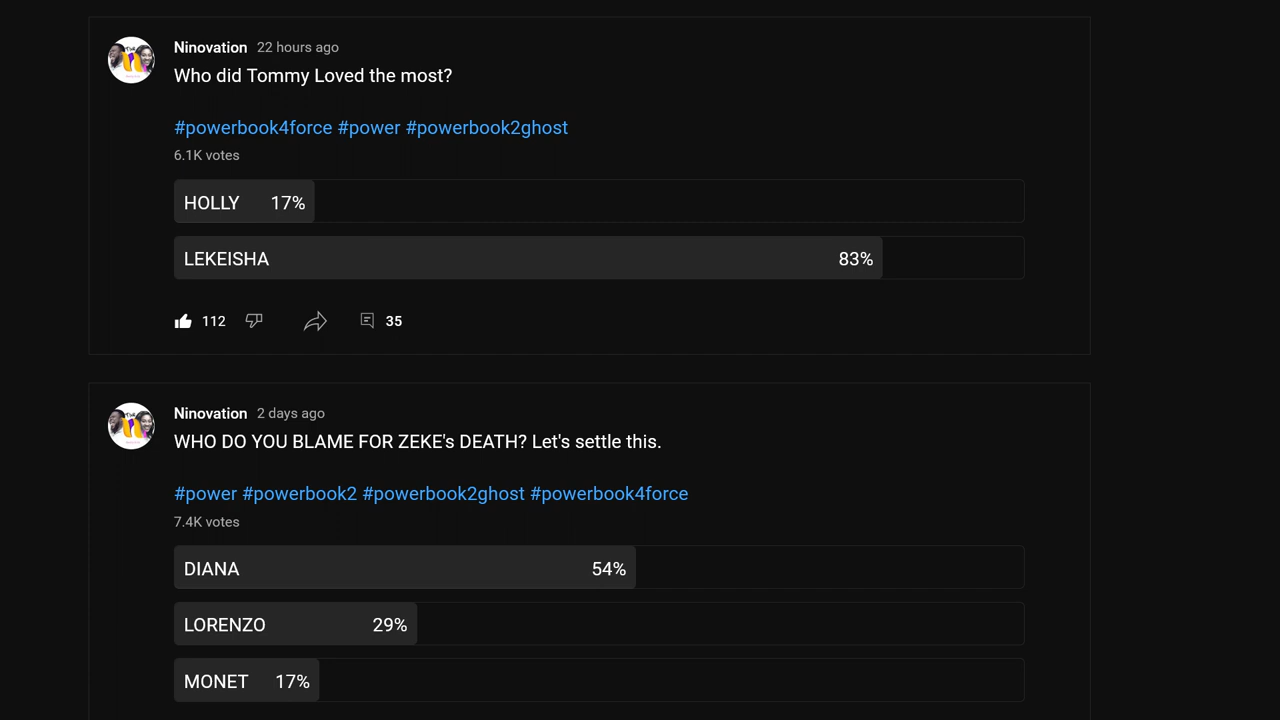 Ninovation 22 hours ago
Who did Tommy Loved the most?
#powerbook4force #power #powerbook2ghost
6.1K votes
HOLLY 17%
LEKEISHA 83%
112 35
Ninovation 2 days ago
WHO DO YOU BLAME FOR ZEKE's DEATH? Let's settle this.
#power #powerbook2 #powerbook2ghost #powerbook4force
7.4K votes
DIANA 54%
LORENZO 29%
MONET 17%